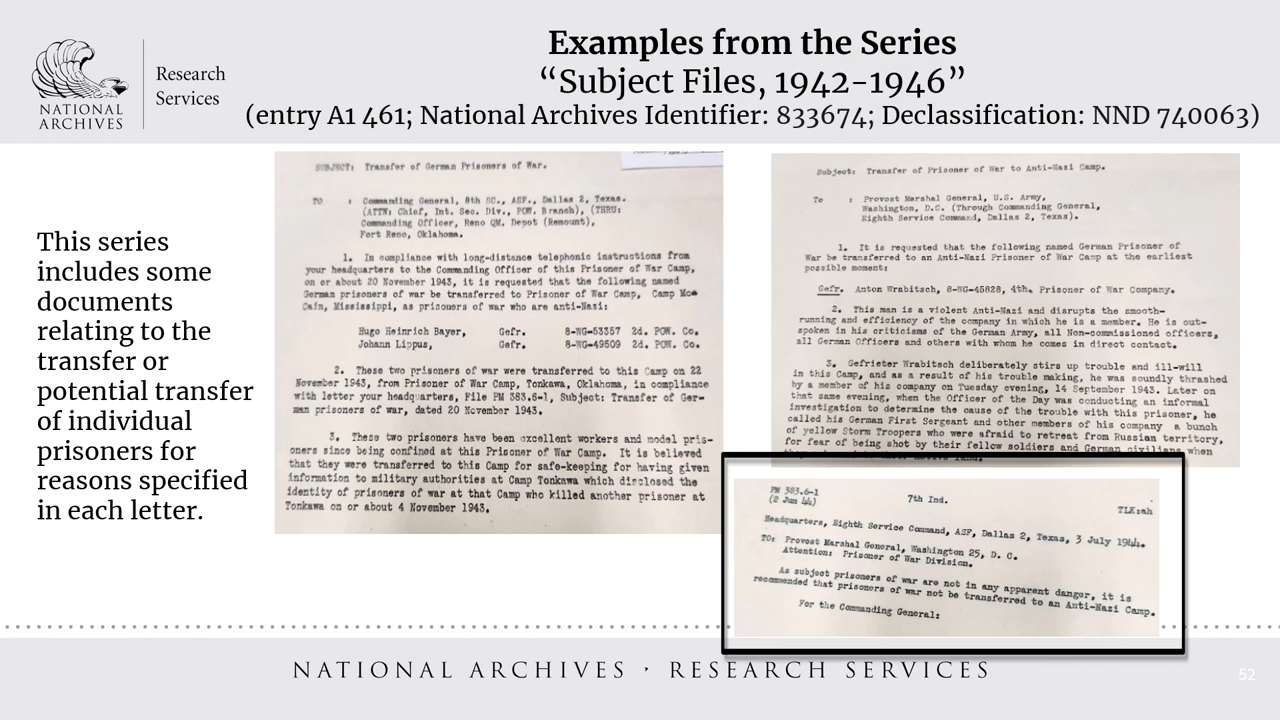 NATIONAL
ARCHIVES
Research
Services
Examples from the Series
“Subject Files, 1942-1946”
(entry A1 461; National Archives Identifier: 833674; Declassification: NND 740063)
This series
includes some
documents
relating to the
transfer or
potential transfer
of individual
prisoners for
reasons specified
in each letter.
SUBJECT: Transfer of German Prisoners of War.
TO : Commanding General, 8th SC., ASF., Dallas 2, Texas.
(ATTN: Chief, Int. Sec. Div., POW. Branch), (THRU:
Commanding Officer, Reno QM. Depot (Remount),
Fort Reno, Oklahoma.
1. In compliance with long-distance telephonic instructions from
your headquarters to the Commanding Officer of this Prisoner of War Camp,
on or about 20 November 1943, it is requested that the following named
German prisoners of war be transferred to Prisoner of War Camp, Camp Mc
Cain, Mississippi, as prisoners of war who are anti-Nazi:
Hugo Heinrich Bayer, Gefr. 8-WG-53357 2d. POW. Co.
Johann Lippus, Gefr. 8-WG-49509 2d. POW. Co.
2. These two prisoners of war were transferred to this Camp on 22
November 1943, from Prisoner of War Camp, Tonkawa, Oklahoma, in compliance
with letter your headquarters, File PM 383.6-1, Subject: Transfer of Ger-
man prisoners of war, dated 20 November 1943.
3. These two prisoners have been excellent workers and model pris-
oners since being confined at this Prisoner of War Camp. It is believed
that they were transferred to this Camp for safe-keeping for having given
information to military authorities at Camp Tonkawa which disclosed the
identity of prisoners of war at that Camp who killed another prisoner at
Tonkawa on or about 4 November 1943.
Subject: Transfer of Prisoner of War to Anti-Nazi Camp.
To : Provost Marshal General, U.S. Army,
Washington, D.C. (Through Commanding General,
Eighth Service Command, Dallas 2, Texas).
1. It is requested that the following named German Prisoner of
War be transferred to an Anti-Nazi Prisoner of War Camp at the earliest
possible moment:
Gefr. Anton Wrabitsch, 8-WG-45828, 4th. Prisoner of War Company.
2. This man is a violent Anti-Nazi and disrupts the smooth-
running and efficiency of the company in which he is a member. He is out-
spoken in his criticisms of the German Army, all Non-commissioned officers,
all German Officers and others with whom he comes in direct contact.
3. Gefrieter Wrabitsch deliberately stirs up trouble and ill-will
in this Camp, and as a result of his trouble making, he was soundly thrashed
by a member of his company on Tuesday evening, 14 September 1943. Later on
that same evening, when the Officer of the Day was conducting an informal
investigation to determine the cause of the trouble with this prisoner, he
called his German First Sergeant and other members of his company a bunch
of yellow Storm Troopers who were afraid to retreat from Russian territory,
for fear of being shot by their fellow soldiers and German civilians when
native land.
PM 383.6-1
(2 Jun 44) 7th Ind. TLK:ah
Headquarters, Eighth Service Command, ASF, Dallas 2, Texas, 3 July 1944.
TO: Provost Marshal General, Washington 25, D. C.
Attention: Prisoner of War Division.
As subject prisoners of war are not in any apparent danger, it is
recommended that prisoners of war not be transferred to an Anti-Nazi Camp.
For the Commanding General:
NATIONAL ARCHIVES · RESEARCH SERVICES
52